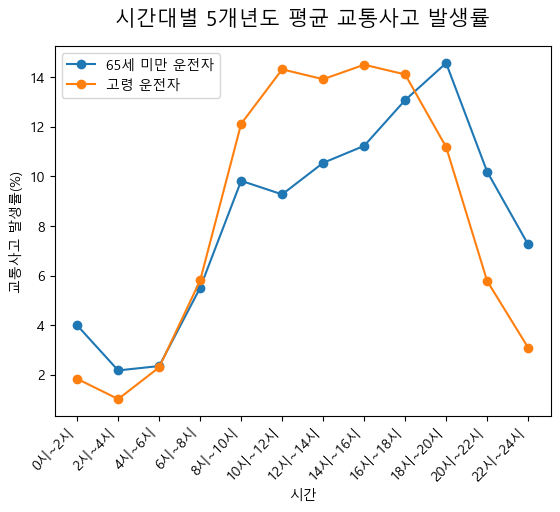 시간대별 5개년도 평균 교통사고 발생률
65세 미만 운전자
고령 운전자
교통사고 발생률(%)
14
12
10
8
6
4
2
0시~2시
2시~4시
4시~6시
6시~8시
8시~10시
10시~12시
12시~14시
14시~16시
16시~18시
18시~20시
20시~22시
22시~24시
시간